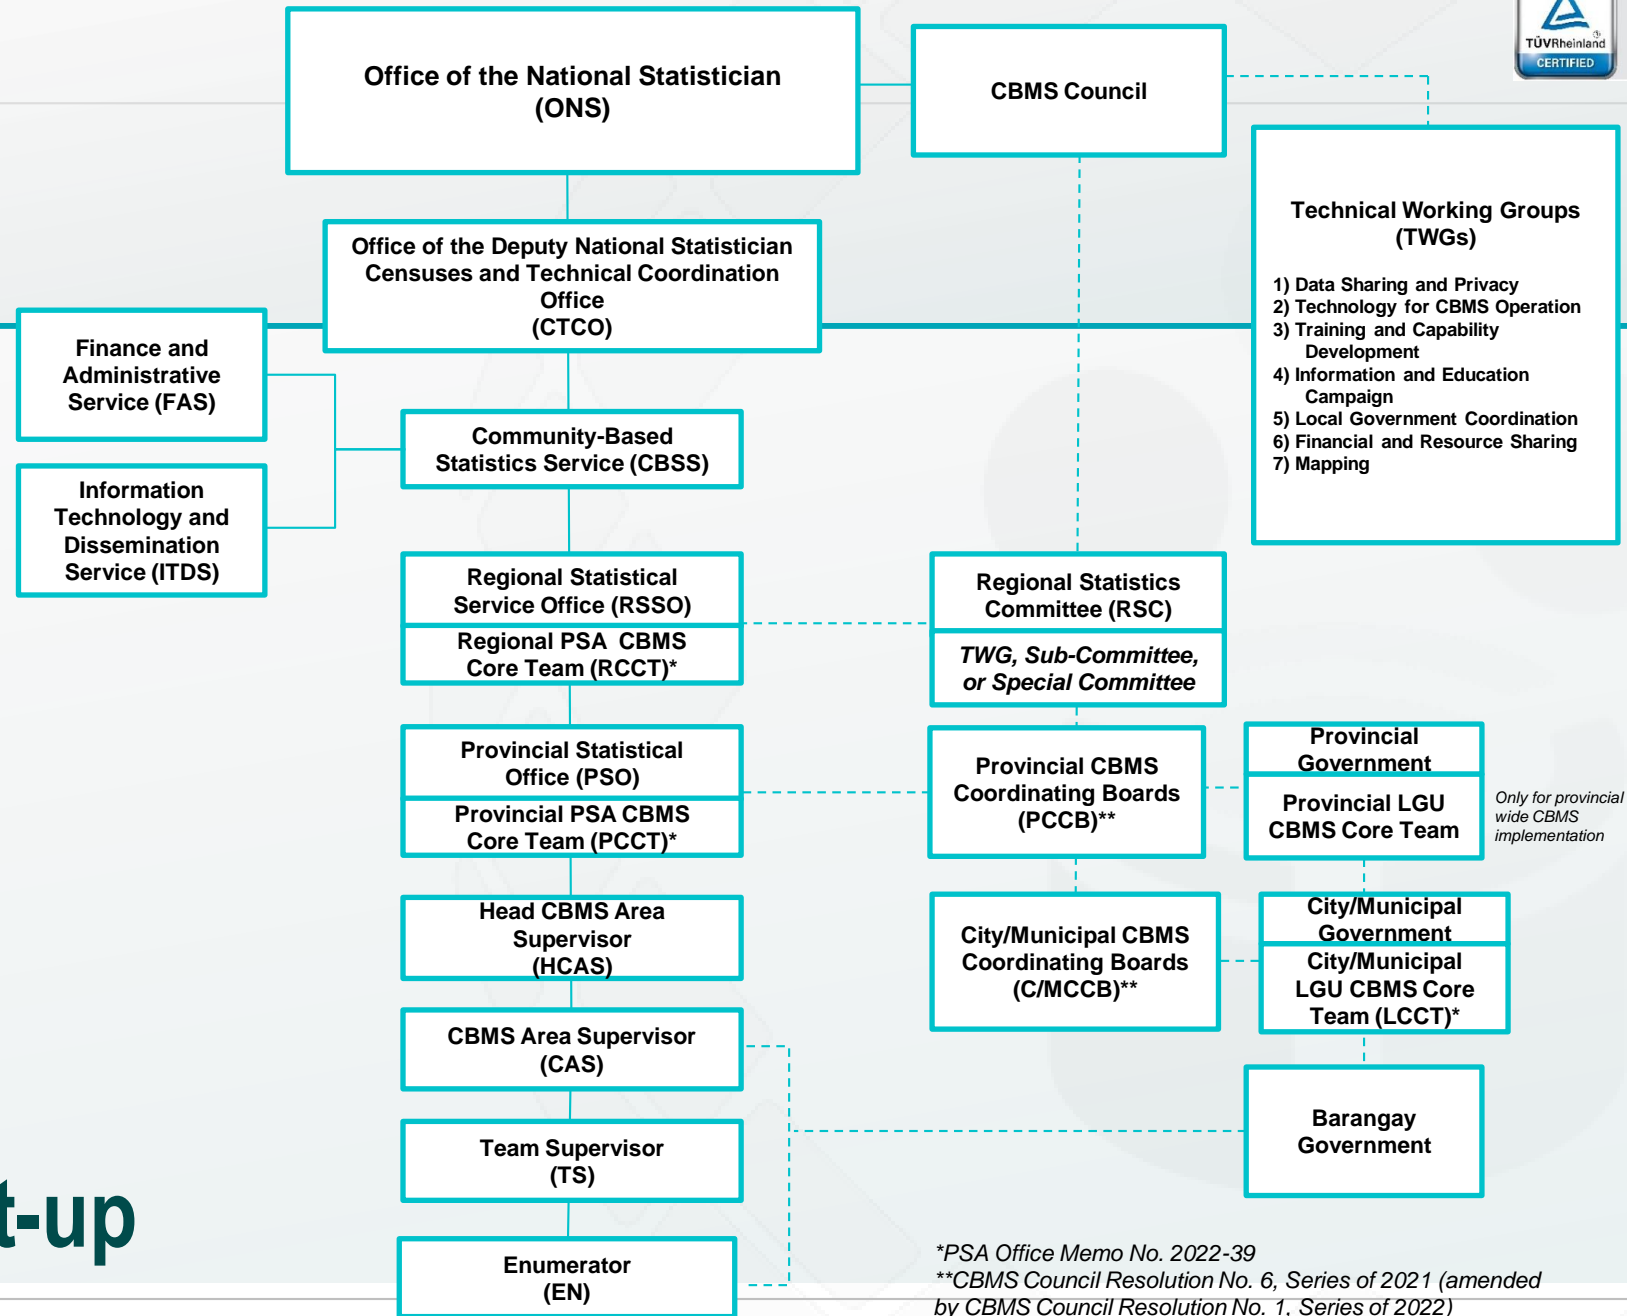 TÜVRheinland
CERTIFIED
Office of the National Statistician
(ONS)
CBMS Council
Technical Working Groups
(TWGs)
1) Data Sharing and Privacy
2) Technology for CBMS Operation
3) Training and Capability
Development
4) Information and Education
Campaign
5) Local Government Coordination
6) Financial and Resource Sharing
7) Mapping
Office of the Deputy National Statistician
Censuses and Technical Coordination
Office
(CTCO)
Finance and
Administrative
Service (FAS)
Community-Based
Statistics Service (CBSS)
Information
Technology and
Dissemination
Service (ITDS)
Regional Statistical
Service Office (RSSO)
Regional PSA CBMS
Core Team (RCCT)*
Regional Statistics
Committee (RSC)
TWG, Sub-Committee,
or Special Committee
Provincial Statistical
Office (PSO)
Provincial PSA CBMS
Core Team (PCCT)*
Provincial CBMS
Coordinating Boards
(PCCB)**
Provincial
Government
Provincial LGU
CBMS Core Team
Only for provincial
wide CBMS
implementation
Head CBMS Area
Supervisor
(HCAS)
City/Municipal CBMS
Coordinating Boards
(C/MCCB)**
City/Municipal
Government
City/Municipal
LGU CBMS Core
Team (LCCT)*
CBMS Area Supervisor
(CAS)
Barangay
Government
Team Supervisor
(TS)
t-up
Enumerator
(EN)
*PSA Office Memo No. 2022-39
**CBMS Council Resolution No. 6, Series of 2021 (amended
by CBMS Council Resolution No. 1, Series of 2022)